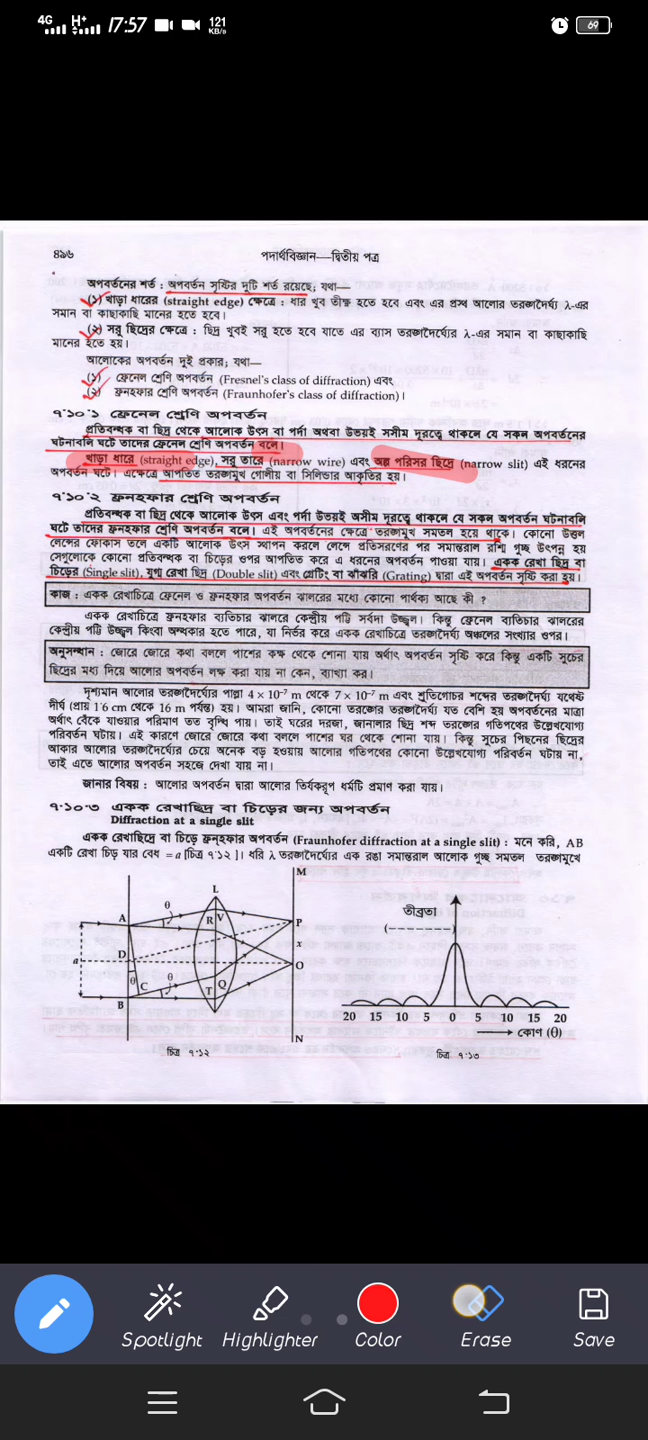 4G H+ 17:57 121 KB/s 69
৪৯৬ পদার্থবিজ্ঞান—দ্বিতীয় পত্র
অপবর্তনের শর্ত : অপবর্তন সৃষ্টির দুটি শর্ত রয়েছে; যথা—
(১) খাড়া ধারের (straight edge) ক্ষেত্রে : ধার খুব তীক্ষ্ণ হতে হবে এবং এর প্রস্থ আলোর তরঙ্গদৈর্ঘ্য λ-এর
সমান বা কাছাকাছি মানের হতে হবে।
(২) সরু ছিদ্রের ক্ষেত্রে : ছিদ্র খুবই সরু হতে হবে যাতে এর ব্যাস তরঙ্গদৈর্ঘ্যের λ-এর সমান বা কাছাকাছি
মানের হতে হয়।
আলোকের অপবর্তন দুই প্রকার; যথা—
(১) ফ্রেনেল শ্রেণি অপবর্তন (Fresnel's class of diffraction) এবং
(২) ফ্রনহফার শ্রেণি অপবর্তন (Fraunhofer's class of diffraction)।
৭·১০·১ ফ্রেনেল শ্রেণি অপবর্তন
প্রতিবন্ধক বা ছিদ্র থেকে আলোক উৎস বা পর্দা অথবা উভয়ই সসীম দূরত্বে থাকলে যে সকল অপবর্তনের
ঘটনাবলি ঘটে তাদের ফ্রেনেল শ্রেণি অপবর্তন বলে।
খাড়া ধারে (straight edge), সরু তারে (narrow wire) এবং অল্প পরিসর ছিদ্রে (narrow slit) এই ধরনের
অপবর্তন ঘটে। এক্ষেত্রে আপতিত তরঙ্গমুখ গোলীয় বা সিলিন্ডার আকৃতির হয়।
৭·১০·২ ফ্রনহফার শ্রেণি অপবর্তন
প্রতিবন্ধক বা ছিদ্র থেকে আলোক উৎস এবং পর্দা উভয়ই অসীম দূরত্বে থাকলে যে সকল অপবর্তন ঘটনাবলি
ঘটে তাদের ফ্রনহফার শ্রেণি অপবর্তন বলে। এই অপবর্তনের ক্ষেত্রে তরঙ্গমুখ সমতল হয়ে থাকে। কোনো উত্তল
লেন্সের ফোকাস তলে একটি আলোক উৎস স্থাপন করলে লেন্সে প্রতিসরণের পর সমান্তরাল রশ্মি গুচ্ছ উৎপন্ন হয়
সেগুলোকে কোনো প্রতিবন্ধক বা চিড়ের ওপর আপতিত করে এ ধরনের অপবর্তন পাওয়া যায়। একক রেখা ছিদ্র বা
চিড়ের (Single slit), যুগ্ম রেখা ছিদ্র (Double slit) এবং গ্রেটিং বা ঝাঁঝরি (Grating) দ্বারা এই অপবর্তন সৃষ্টি করা হয়।
কাজ : একক রেখাচিত্রে ফ্রেনেল ও ফ্রনহফার অপবর্তন ঝালরের মধ্যে কোনো পার্থক্য আছে কী ?
একক রেখাচিত্রে ফ্রনহফার ব্যতিচার ঝালরে কেন্দ্রীয় পট্টি সর্বদা উজ্জ্বল। কিন্তু ফ্রেনেল ব্যতিচার ঝালরের
কেন্দ্রীয় পট্টি উজ্জ্বল কিংবা অন্ধকার হতে পারে, যা নির্ভর করে একক রেখাচিত্রে তরঙ্গদৈর্ঘ্য অঞ্চলের সংখ্যার ওপর।
অনুসন্ধান : জোরে জোরে কথা বললে পাশের কক্ষ থেকে শোনা যায় অর্থাৎ অপবর্তন সৃষ্টি করে কিন্তু একটি সুচের
ছিদ্রের মধ্য দিয়ে আলোর অপবর্তন লক্ষ করা যায় না কেন, ব্যাখ্যা কর।
দৃশ্যমান আলোর তরঙ্গদৈর্ঘ্যের পাল্লা 4 × 10⁻⁷ m থেকে 7 × 10⁻⁷ m এবং শ্রুতিগোচর শব্দের তরঙ্গদৈর্ঘ্য যথেষ্ট
দীর্ঘ (প্রায় 1·6 cm থেকে 16 m পর্যন্ত) হয়। আমরা জানি, কোনো তরঙ্গের তরঙ্গদৈর্ঘ্য যত বেশি হয় অপবর্তনের মাত্রা
অর্থাৎ বেঁকে যাওয়ার পরিমাণ তত বৃদ্ধি পায়। তাই ঘরের দরজা, জানালার ছিদ্র শব্দ তরঙ্গের গতিপথের উল্লেখযোগ্য
পরিবর্তন ঘটায়। এই কারণে জোরে জোরে কথা বললে পাশের ঘর থেকে শোনা যায়। কিন্তু সুচের পিছনের ছিদ্রের
আকার আলোর তরঙ্গদৈর্ঘ্যের চেয়ে অনেক বড় হওয়ায় আলোর গতিপথের কোনো উল্লেখযোগ্য পরিবর্তন ঘটায় না,
তাই এতে আলোর অপবর্তন সহজে দেখা যায় না।
জানার বিষয় : আলোর অপবর্তন দ্বারা আলোর তির্যকরূপ ধর্মটি প্রমাণ করা যায়।
৭·১০·৩ একক রেখাছিদ্র বা চিড়ের জন্য অপবর্তন
Diffraction at a single slit
একক রেখাছিদ্রে বা চিড়ে ফ্রন্‌হফার অপবর্তন (Fraunhofer diffraction at a single slit) : মনে করি, AB
একটি রেখা চিড় যার বেধ = a [চিত্র ৭·১২]। ধরি λ তরঙ্গদৈর্ঘ্যের এক রঙা সমান্তরাল আলোক গুচ্ছ সমতল তরঙ্গমুখে
M
L
A θ R V P
x
a D O
θ C θ
B T Q
N
চিত্র ৭·১২
তীব্রতা
20 15 10 5 0 5 10 15 20
কোণ (θ)
চিত্র ৭·১৩
Spotlight Highlighter Color Erase Save